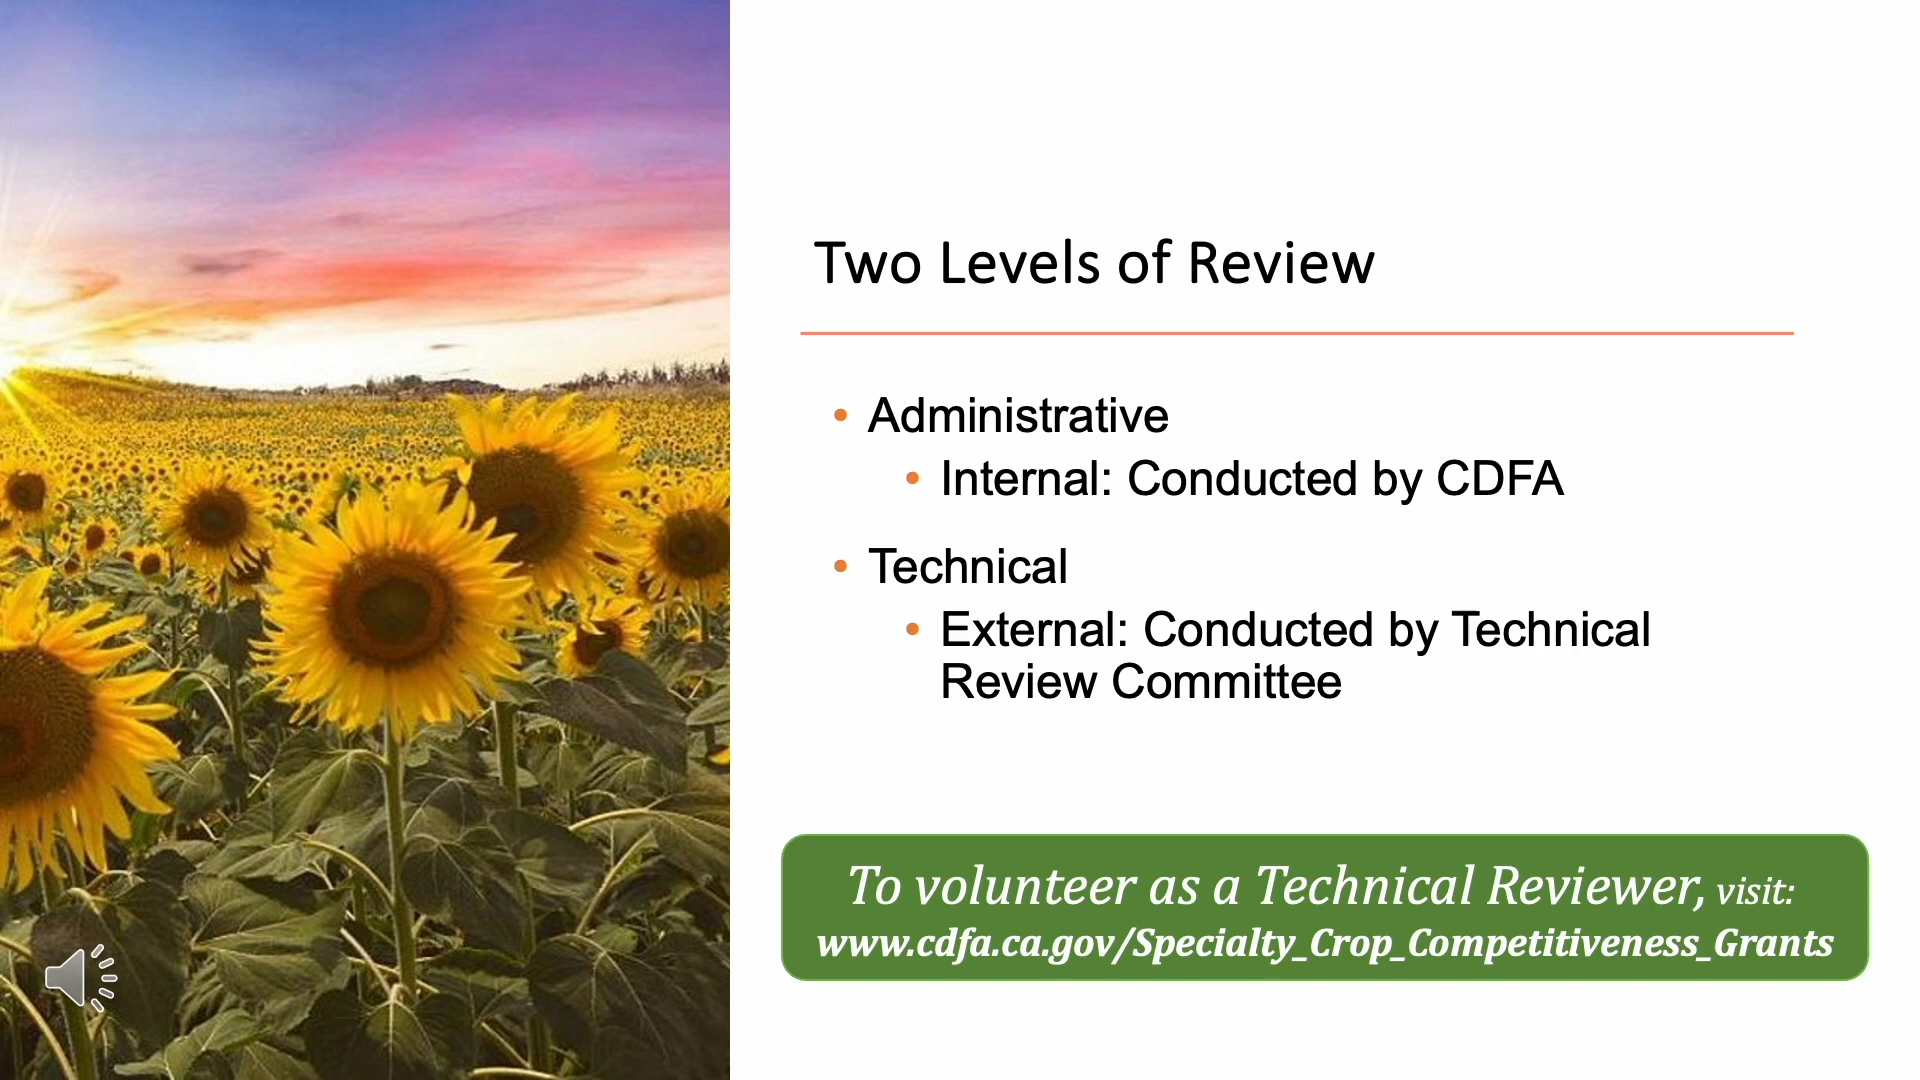 Two Levels of Review
• Administrative
• Internal: Conducted by CDFA
• Technical
• External: Conducted by Technical
Review Committee
To volunteer as a Technical Reviewer, visit:
www.cdfa.ca.gov/Specialty_Crop_Competitiveness_Grants